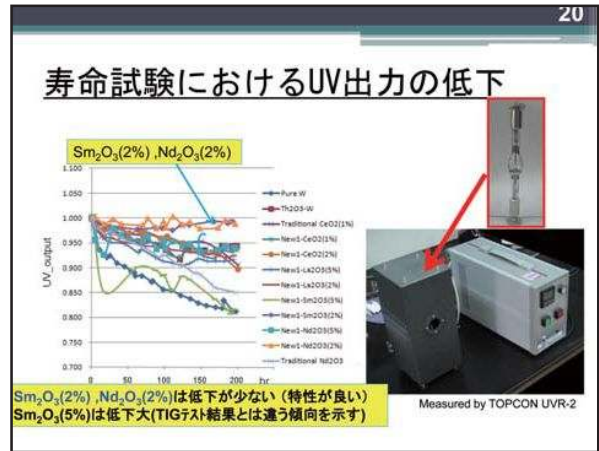 20
寿命試験におけるUV出力の低下
Sm₂O₃(2%) ,Nd₂O₃(2%)
1.100
1.050
1.000
0.950
0.900
0.850
0.800
0.750
0.700
UV_output
0
50
100
150
200
hr
Pure W
Th2O3-W
Traditional CeO2(1%)
New1-CeO2(1%)
New1-CeO2(2%)
New1-La2O3(5%)
New1-La2O3(2%)
New1-Sm2O3(5%)
New1-Sm2O3(2%)
New1-Nd2O3(5%)
New1-Nd2O3(2%)
Traditional Nd2O3
Sm₂O₃(2%) ,Nd₂O₃(2%)は低下が少ない（特性が良い）
Sm₂O₃(5%)は低下大(TIGテスト結果とは違う傾向を示す)
Measured by TOPCON UVR-2